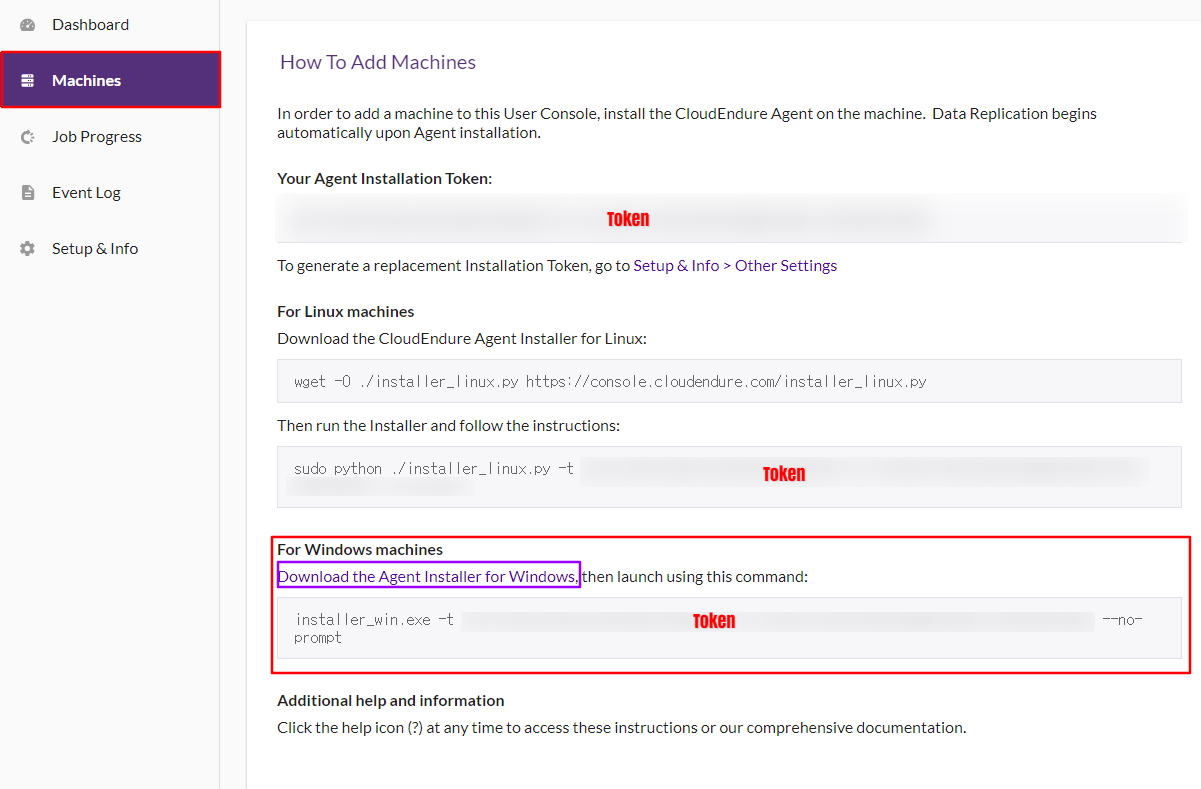 Dashboard
Machines
Job Progress
Event Log
Setup & Info
How To Add Machines
In order to add a machine to this User Console, install the CloudEndure Agent on the machine.  Data Replication begins
automatically upon Agent installation.
Your Agent Installation Token:
Token
To generate a replacement Installation Token, go to Setup & Info > Other Settings
For Linux machines
Download the CloudEndure Agent Installer for Linux:
wget -O ./installer_linux.py https://console.cloudendure.com/installer_linux.py
Then run the Installer and follow the instructions:
sudo python ./installer_linux.py -t Token
For Windows machines
Download the Agent Installer for Windows, then launch using this command:
installer_win.exe -t Token --no-
prompt
Additional help and information
Click the help icon (?) at any time to access these instructions or our comprehensive documentation.